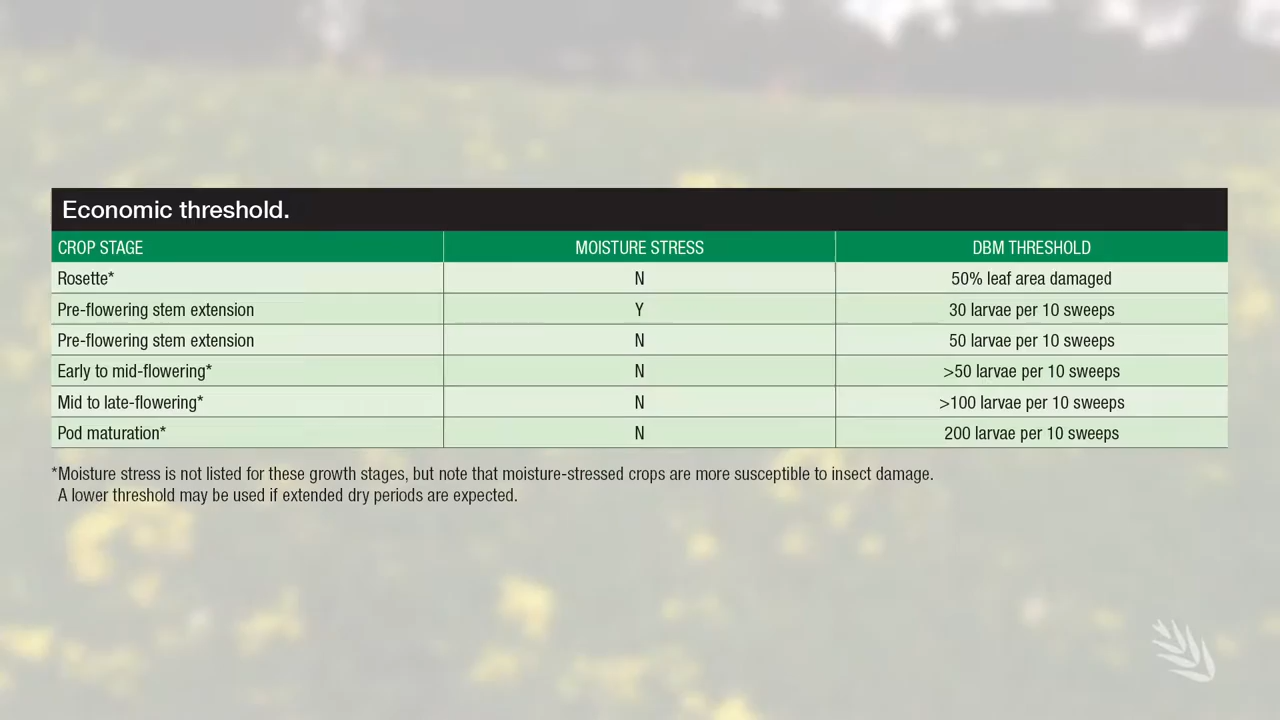 Economic threshold.
CROP STAGE MOISTURE STRESS DBM THRESHOLD
Rosette* N 50% leaf area damaged
Pre-flowering stem extension Y 30 larvae per 10 sweeps
Pre-flowering stem extension N 50 larvae per 10 sweeps
Early to mid-flowering* N >50 larvae per 10 sweeps
Mid to late-flowering* N >100 larvae per 10 sweeps
Pod maturation* N 200 larvae per 10 sweeps
*Moisture stress is not listed for these growth stages, but note that moisture-stressed crops are more susceptible to insect damage.
A lower threshold may be used if extended dry periods are expected.